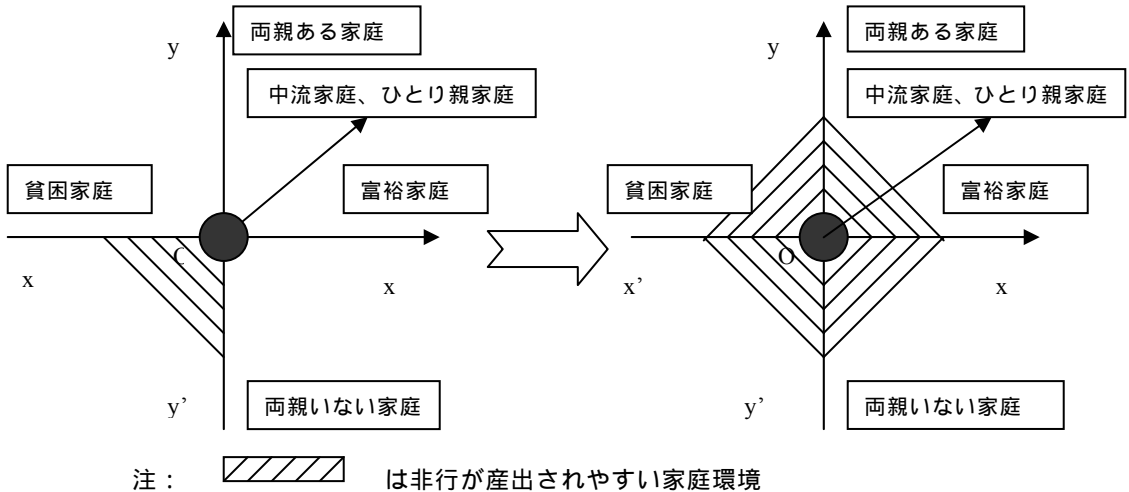 両親ある家庭
y
中流家庭、ひとり親家庭
貧困家庭
富裕家庭
x
x
y’
両親いない家庭
両親ある家庭
y
中流家庭、ひとり親家庭
貧困家庭
富裕家庭
O
x’
x
y’
両親いない家庭
注：
は非行が産出されやすい家庭環境